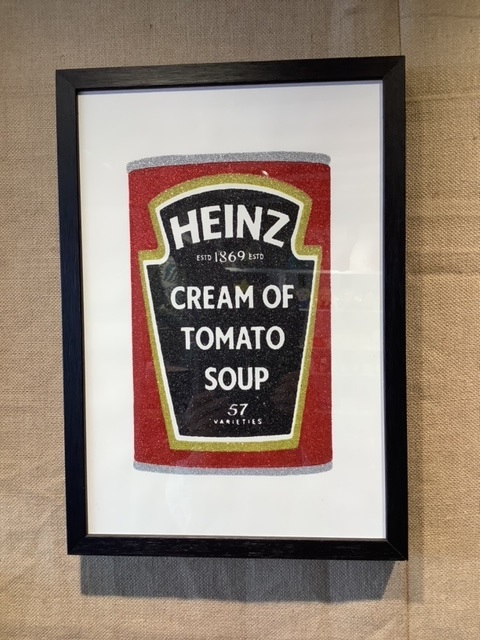 HEINZ
ESTD 1869 ESTD
CREAM OF
TOMATO
SOUP
57
VARIETIES